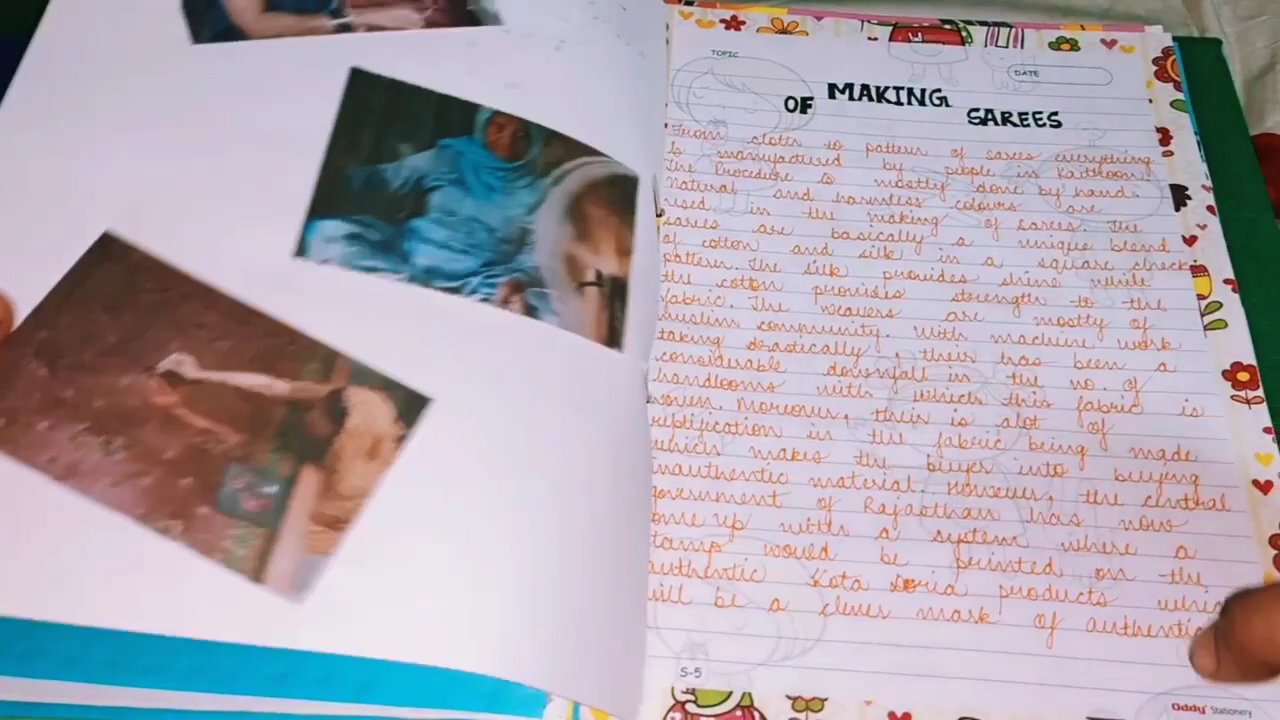 TOPIC
DATE
OF MAKING SAREES
From cloth to pattern of sarees everything
is manufactured by people in Kaithoon.
The Procedure is mostly done by hand.
natural and harmless colours are
used in the making of sarees. The
sarees are basically a unique blend
of cotton and silk in a square check
pattern. The silk provides shine while
the cotton provides strength to the
fabric. The weavers are mostly of
muslim community. With machine work
taking drastically, their has been a
considerable downfall in the no. of
handlooms with which this fabric is
woven. Moreover, their is alot of
replification in the fabric being made
which makes the buyer into buying
inauthentic material. However, the central
government of Rajasthan has now
come up with a system where a
stamp would be printed on the
authentic Kota Doria products which
will be a clever mark of authentic
S-5
Oddy Stationery